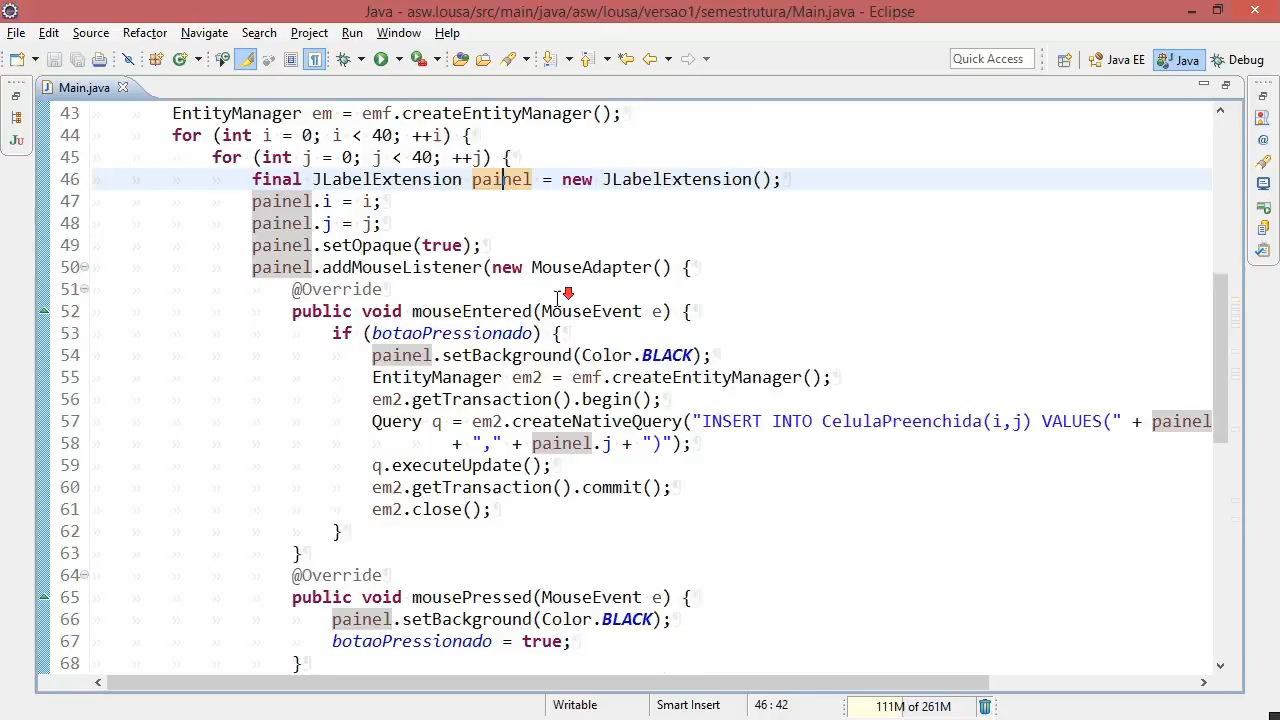 Java - asw.lousa/src/main/java/asw/lousa/versao1/semestrutura/Main.java - Eclipse
File Edit Source Refactor Navigate Search Project Run Window Help
Quick Access Java EE Java Debug
Main.java
43 EntityManager em = emf.createEntityManager();
44 for (int i = 0; i < 40; ++i) {
45 for (int j = 0; j < 40; ++j) {
46 final JLabelExtension painel = new JLabelExtension();
47 painel.i = i;
48 painel.j = j;
49 painel.setOpaque(true);
50 painel.addMouseListener(new MouseAdapter() {
51 @Override
52 public void mouseEntered(MouseEvent e) {
53 if (botaoPressionado) {
54 painel.setBackground(Color.BLACK);
55 EntityManager em2 = emf.createEntityManager();
56 em2.getTransaction().begin();
57 Query q = em2.createNativeQuery("INSERT INTO CelulaPreenchida(i,j) VALUES(" + painel
58 + "," + painel.j + ")");
59 q.executeUpdate();
60 em2.getTransaction().commit();
61 em2.close();
62 }
63 }
64 @Override
65 public void mousePressed(MouseEvent e) {
66 painel.setBackground(Color.BLACK);
67 botaoPressionado = true;
68 }
Writable Smart Insert 46 : 42 111M of 261M